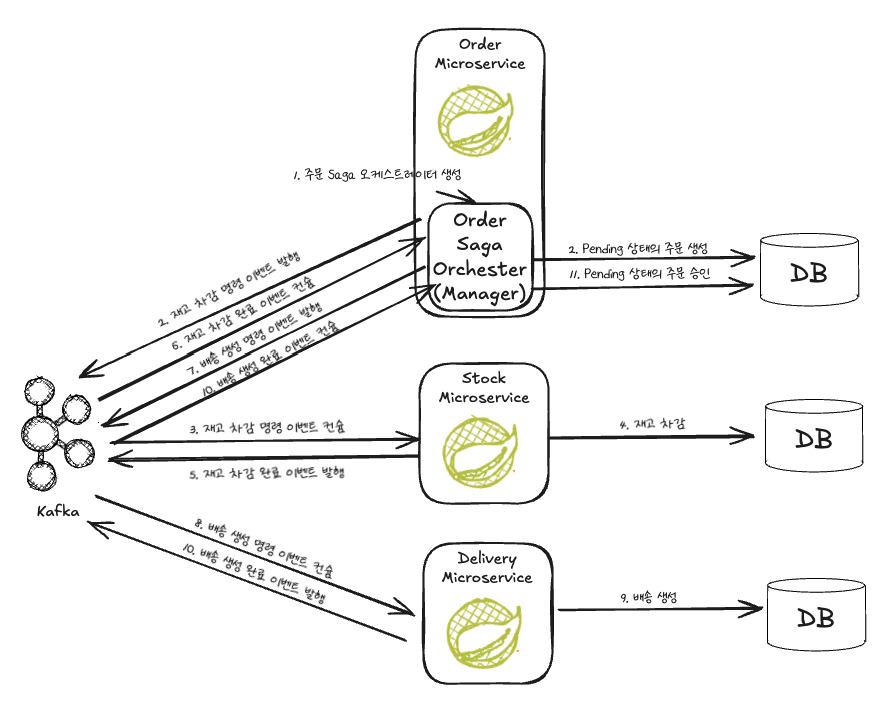 Order
Microservice
1. 주문 Saga 오케스트레이터 생성
Order
Saga
Orchester
(Manager)
2. Pending 상태의 주문 생성
11. Pending 상태의 주문 승인
DB
2. 재고 차감 명령 이벤트 발행
6. 재고 차감 완료 이벤트 컨슘
7. 배송 생성 명령 이벤트 발행
10. 배송 생성 완료 이벤트 컨슘
Kafka
3. 재고 차감 명령 이벤트 컨슘
5. 재고 차감 완료 이벤트 발행
Stock
Microservice
4. 재고 차감
DB
8. 배송 생성 명령 이벤트 컨슘
10. 배송 생성 완료 이벤트 발행
Delivery
Microservice
9. 배송 생성
DB